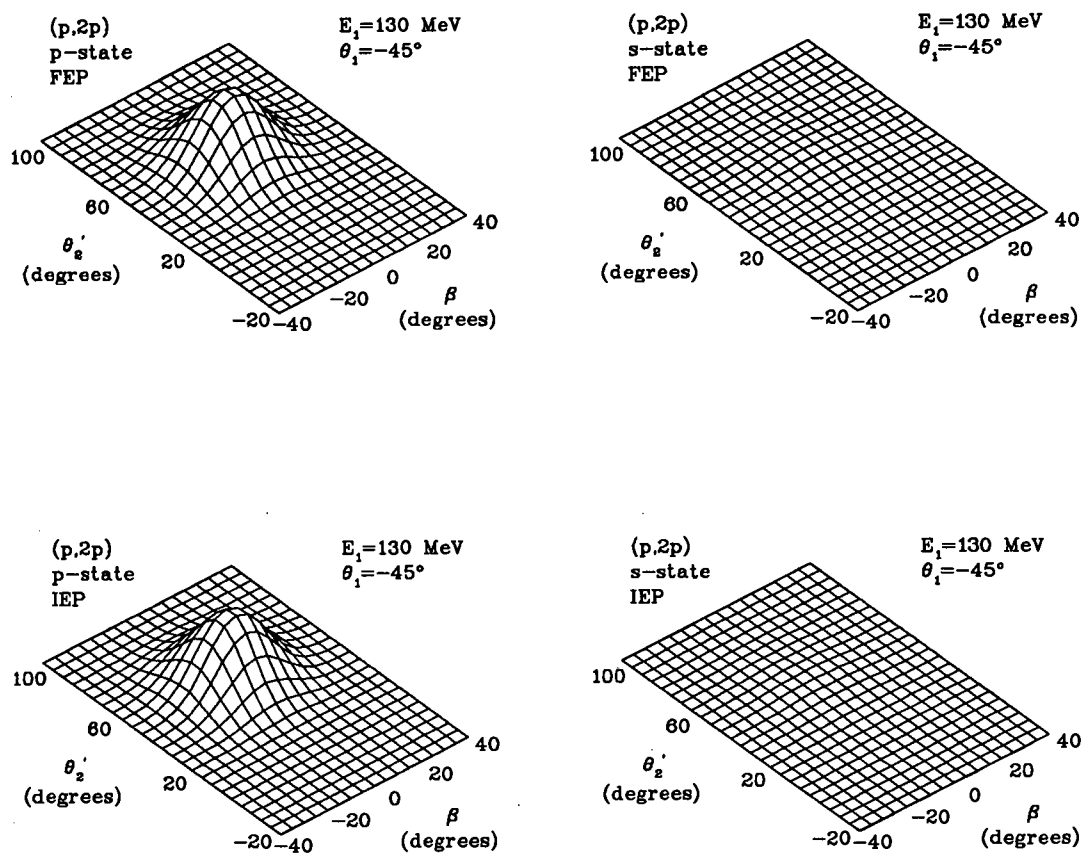 (p,2p)
p-state
FEP
E₁=130 MeV
θ₁=-45°
100
60
20
-20
θ₂'
(degrees)
-40
-20
0
20
40
β
(degrees)
(p,2p)
s-state
FEP
E₁=130 MeV
θ₁=-45°
100
60
20
-20
θ₂'
(degrees)
-40
-20
0
20
40
β
(degrees)
(p,2p)
p-state
IEP
E₁=130 MeV
θ₁=-45°
100
60
20
-20
θ₂'
(degrees)
-40
-20
0
20
40
β
(degrees)
(p,2p)
s-state
IEP
E₁=130 MeV
θ₁=-45°
100
60
20
-20
θ₂'
(degrees)
-40
-20
0
20
40
β
(degrees)